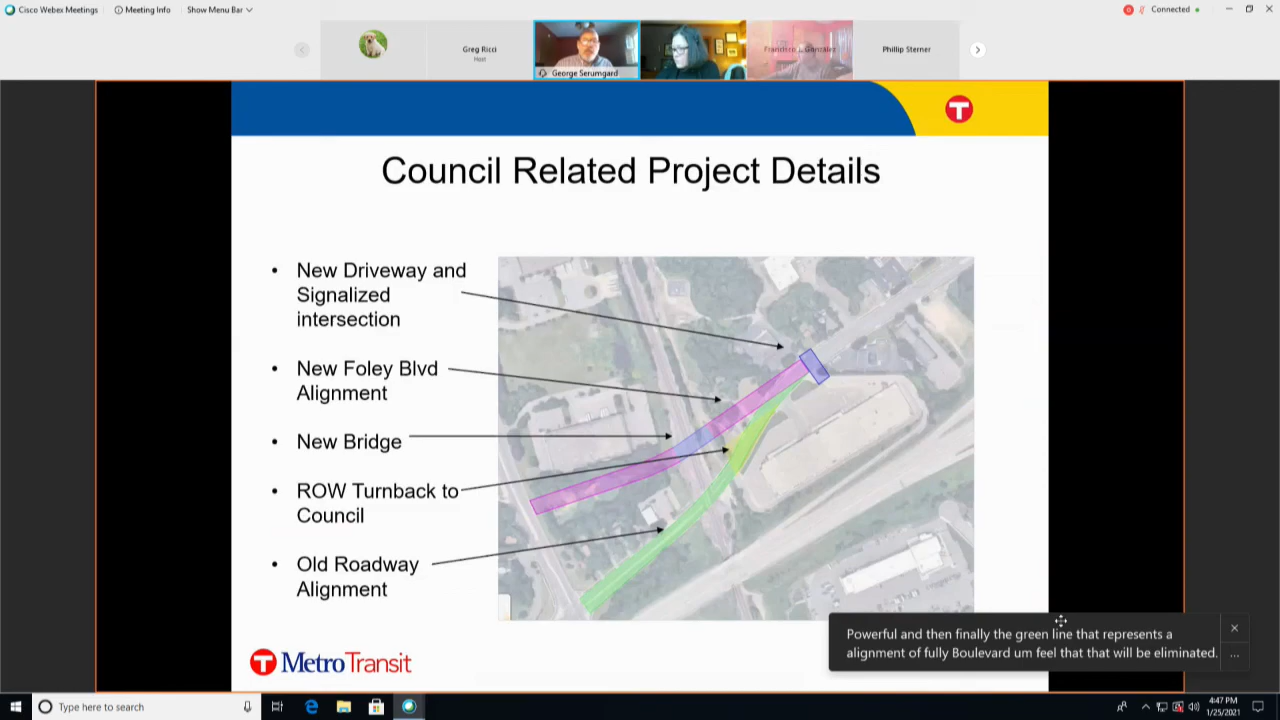 Cisco Webex Meetings
Meeting Info
Show Menu Bar
Connected
Greg Ricci
Host
George Serumgard
Francisco J. González
Phillip Sterner
T
Council Related Project Details
• New Driveway and
Signalized
intersection
• New Foley Blvd
Alignment
• New Bridge
• ROW Turnback to
Council
• Old Roadway
Alignment
T MetroTransit
Powerful and then finally the green line that represents a
alignment of fully Boulevard um feel that that will be eliminated.
Type here to search
4:47 PM
1/25/2021